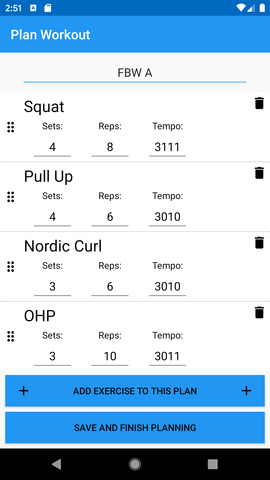 2:51
Plan Workout
FBW A
Squat
Sets: Reps: Tempo:
4 8 3111
Pull Up
Sets: Reps: Tempo:
4 6 3010
Nordic Curl
Sets: Reps: Tempo:
3 6 3010
OHP
Sets: Reps: Tempo:
3 10 3011
+ ADD EXERCISE TO THIS PLAN +
SAVE AND FINISH PLANNING